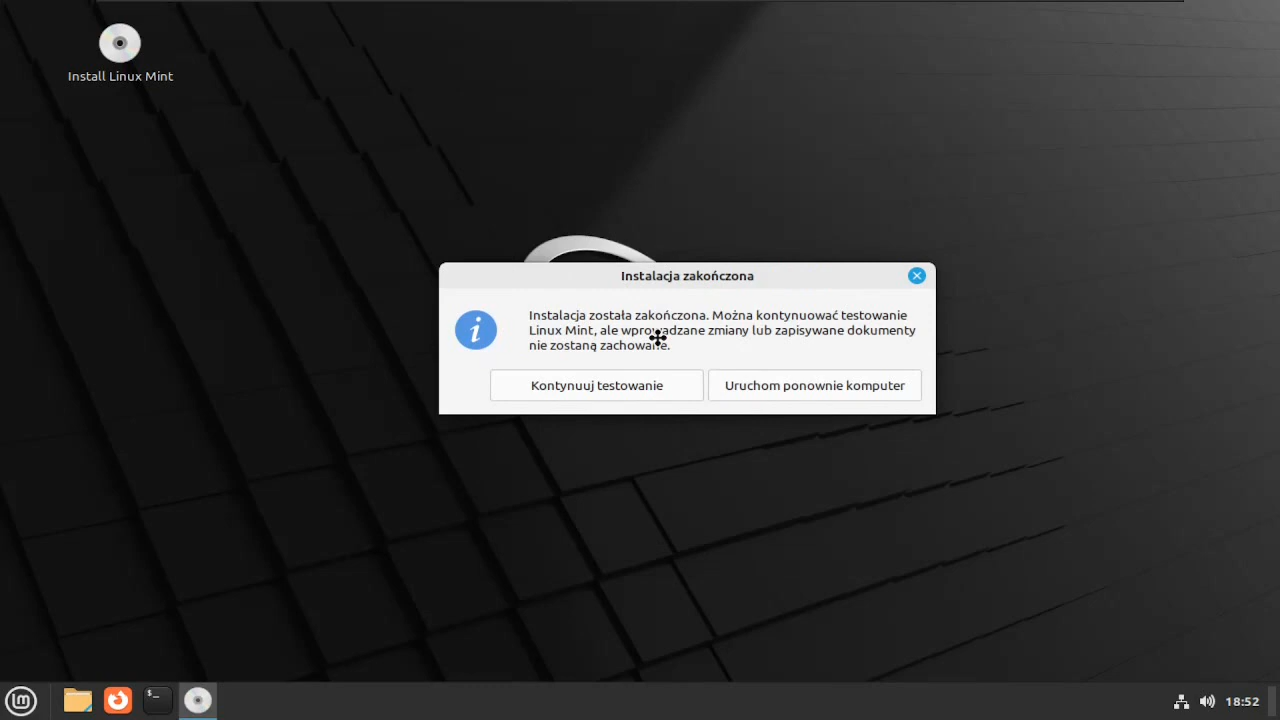 Install Linux Mint
Instalacja zakończona
Instalacja została zakończona. Można kontynuować testowanie
Linux Mint, ale wprowadzane zmiany lub zapisywane dokumenty
nie zostaną zachowane.
Kontynuuj testowanie
Uruchom ponownie komputer
18:52